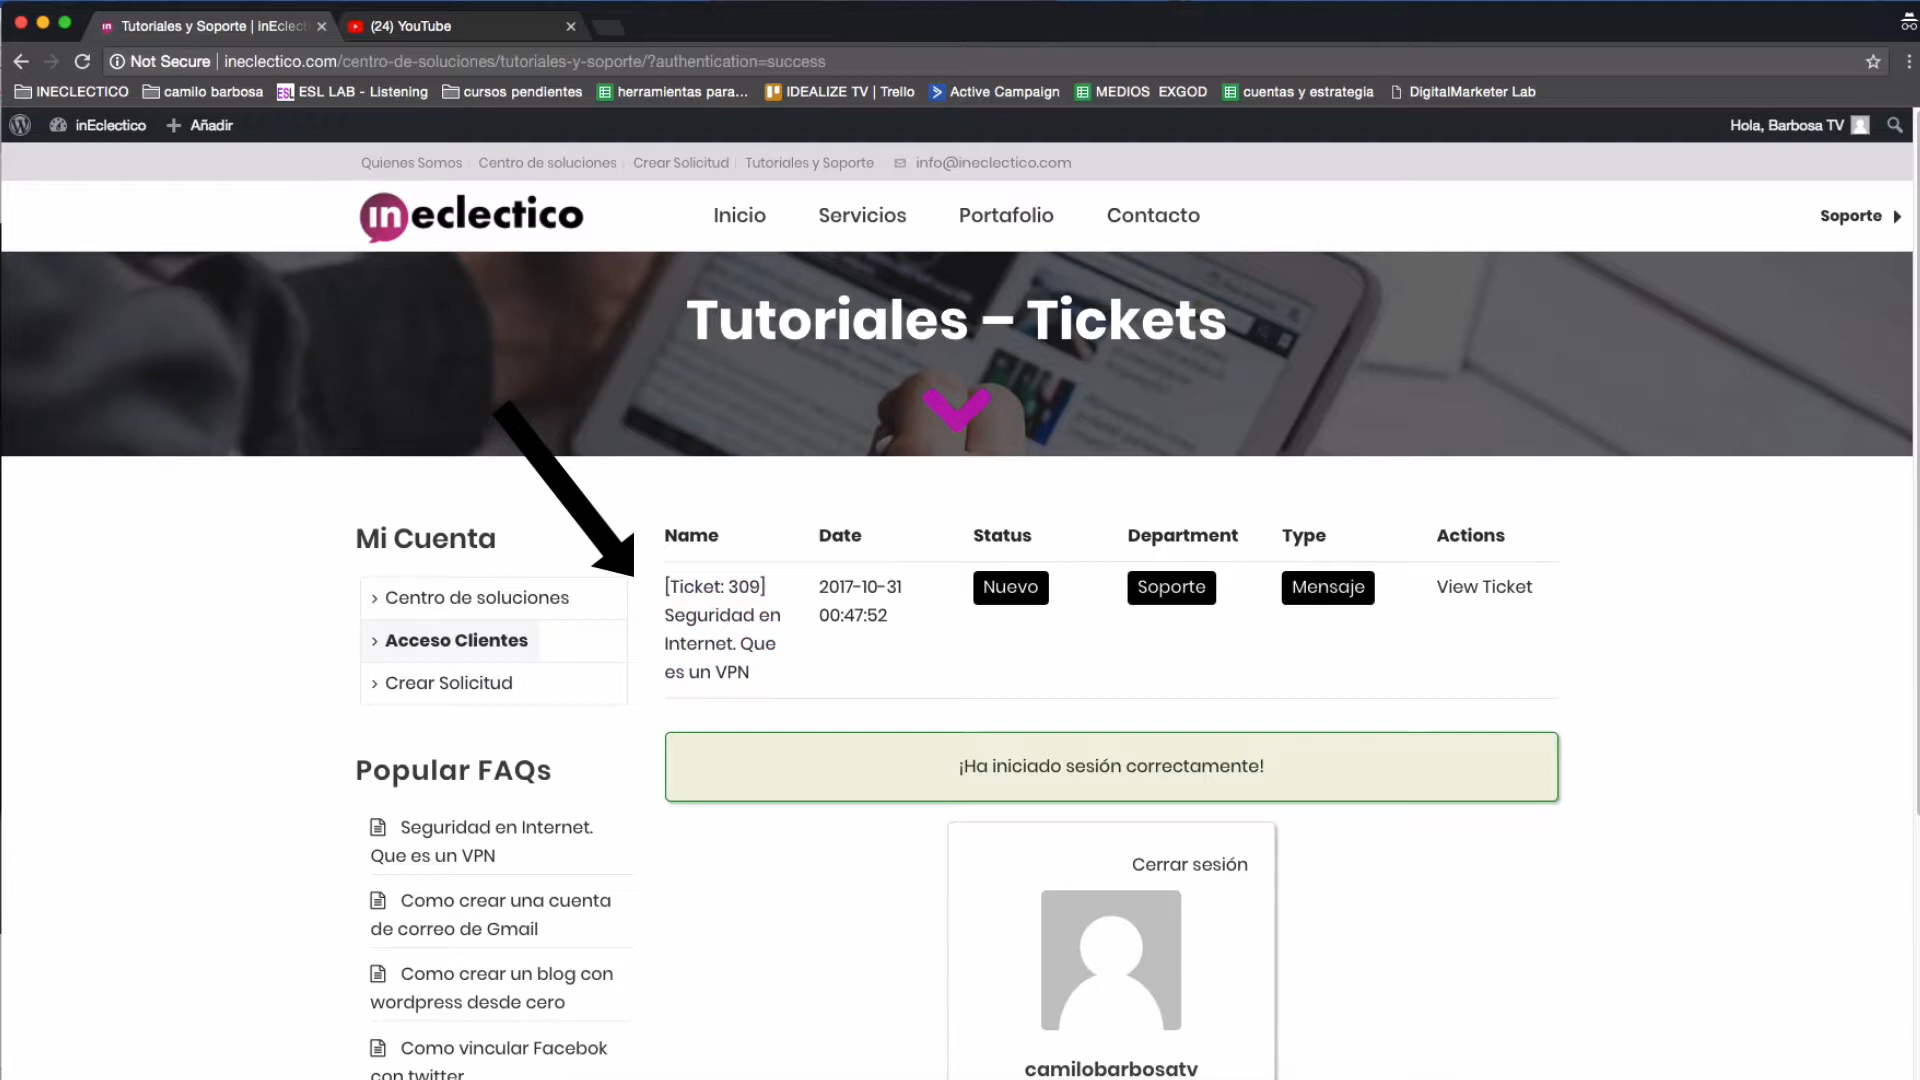 Tutoriales y Soporte | inEclect
(24) YouTube
Not Secure | ineclectico.com/centro-de-soluciones/tutoriales-y-soporte/?authentication=success
INECLECTICO camilo barbosa ESL ESL LAB - Listening cursos pendientes herramientas para... IDEALIZE TV | Trello Active Campaign MEDIOS EXGOD cuentas y estrategia DigitalMarketer Lab
inEclectico + Añadir Hola, Barbosa TV
Quienes Somos Centro de soluciones Crear Solicitud Tutoriales y Soporte info@ineclectico.com
ineclectico Inicio Servicios Portafolio Contacto Soporte
Tutoriales – Tickets
Mi Cuenta
Centro de soluciones
Acceso Clientes
Crear Solicitud
Popular FAQs
Seguridad en Internet.
Que es un VPN
Como crear una cuenta
de correo de Gmail
Como crear un blog con
wordpress desde cero
Como vincular Facebok
con twitter
Name Date Status Department Type Actions
[Ticket: 309] 2017-10-31 Nuevo Soporte Mensaje View Ticket
Seguridad en 00:47:52
Internet. Que
es un VPN
¡Ha iniciado sesión correctamente!
Cerrar sesión
camilobarbosatv